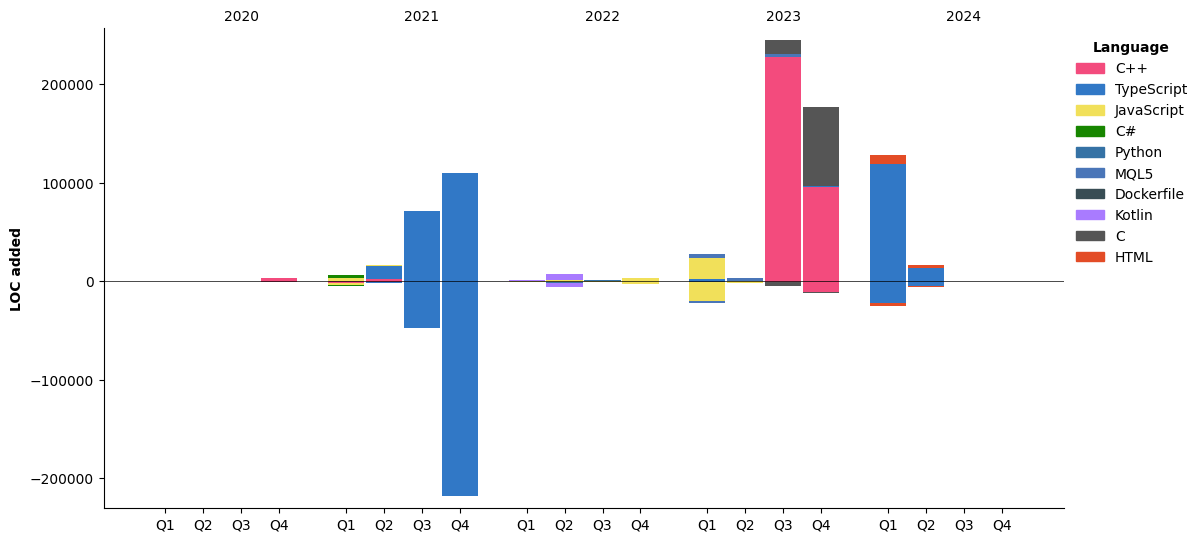 2020 2021 2022 2023 2024
Language
C++
TypeScript
JavaScript
C#
Python
MQL5
Dockerfile
Kotlin
C
HTML
LOC added
200000
100000
0
−100000
−200000
Q1 Q2 Q3 Q4 Q1 Q2 Q3 Q4 Q1 Q2 Q3 Q4 Q1 Q2 Q3 Q4 Q1 Q2 Q3 Q4